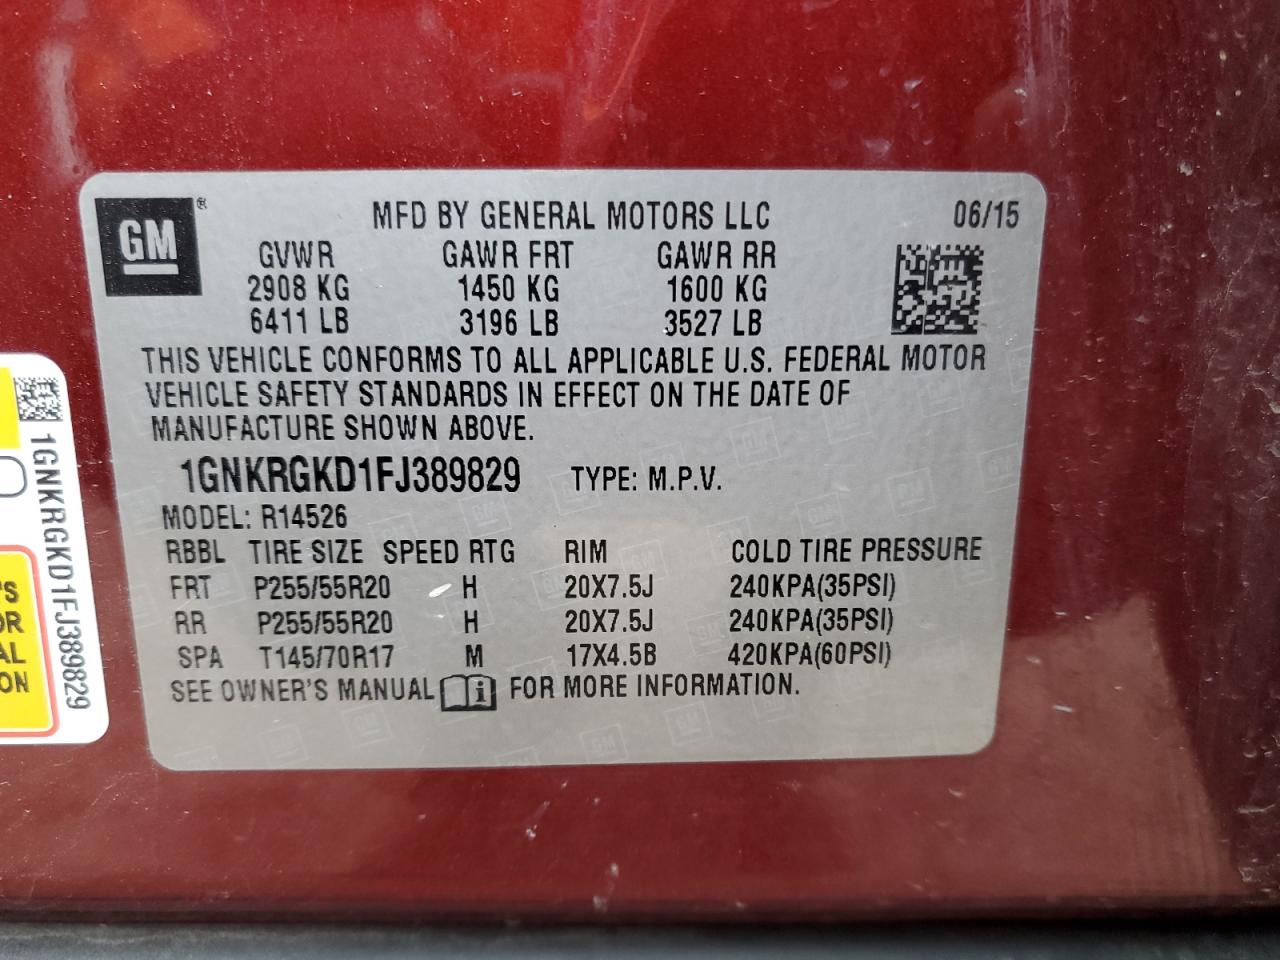 GM ®
MFD BY GENERAL MOTORS LLC 06/15
GVWR GAWR FRT GAWR RR
2908 KG 1450 KG 1600 KG
6411 LB 3196 LB 3527 LB
THIS VEHICLE CONFORMS TO ALL APPLICABLE U.S. FEDERAL MOTOR
VEHICLE SAFETY STANDARDS IN EFFECT ON THE DATE OF
MANUFACTURE SHOWN ABOVE.
1GNKRGKD1FJ389829 TYPE: M.P.V.
MODEL: R14526
RBBL TIRE SIZE SPEED RTG RIM COLD TIRE PRESSURE
FRT P255/55R20 H 20X7.5J 240KPA(35PSI)
RR P255/55R20 H 20X7.5J 240KPA(35PSI)
SPA T145/70R17 M 17X4.5B 420KPA(60PSI)
SEE OWNER'S MANUAL i FOR MORE INFORMATION.
1GNKRGKD1FJ389829
'S
OR
AL
ON